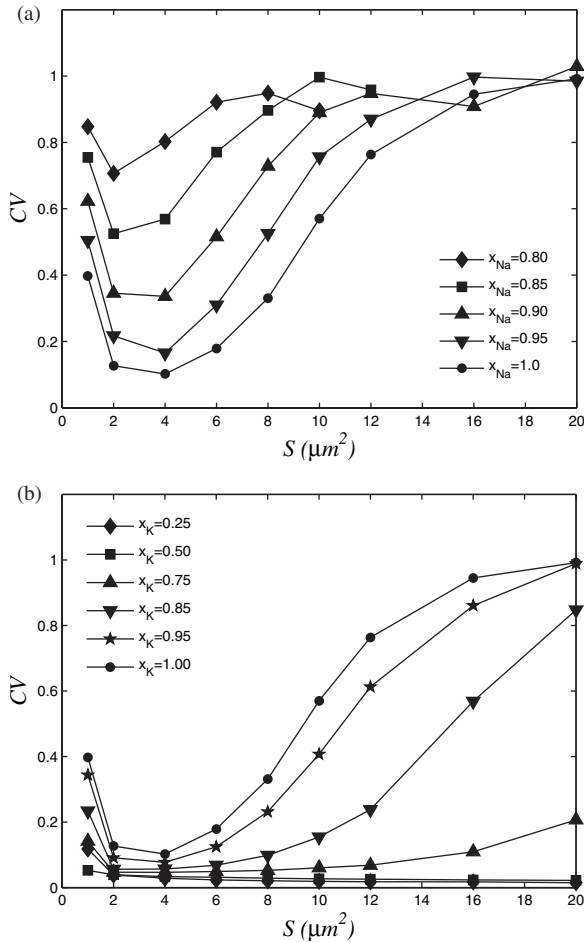 (a)
1
0.8
0.6
0.4
0.2
0
CV
x_Na=0.80
x_Na=0.85
x_Na=0.90
x_Na=0.95
x_Na=1.0
0 2 4 6 8 10 12 14 16 18 20
S (μm²)
(b)
x_K=0.25
x_K=0.50
x_K=0.75
x_K=0.85
x_K=0.95
x_K=1.00
1
0.8
0.6
0.4
0.2
0
CV
0 2 4 6 8 10 12 14 16 18 20
S (μm²)